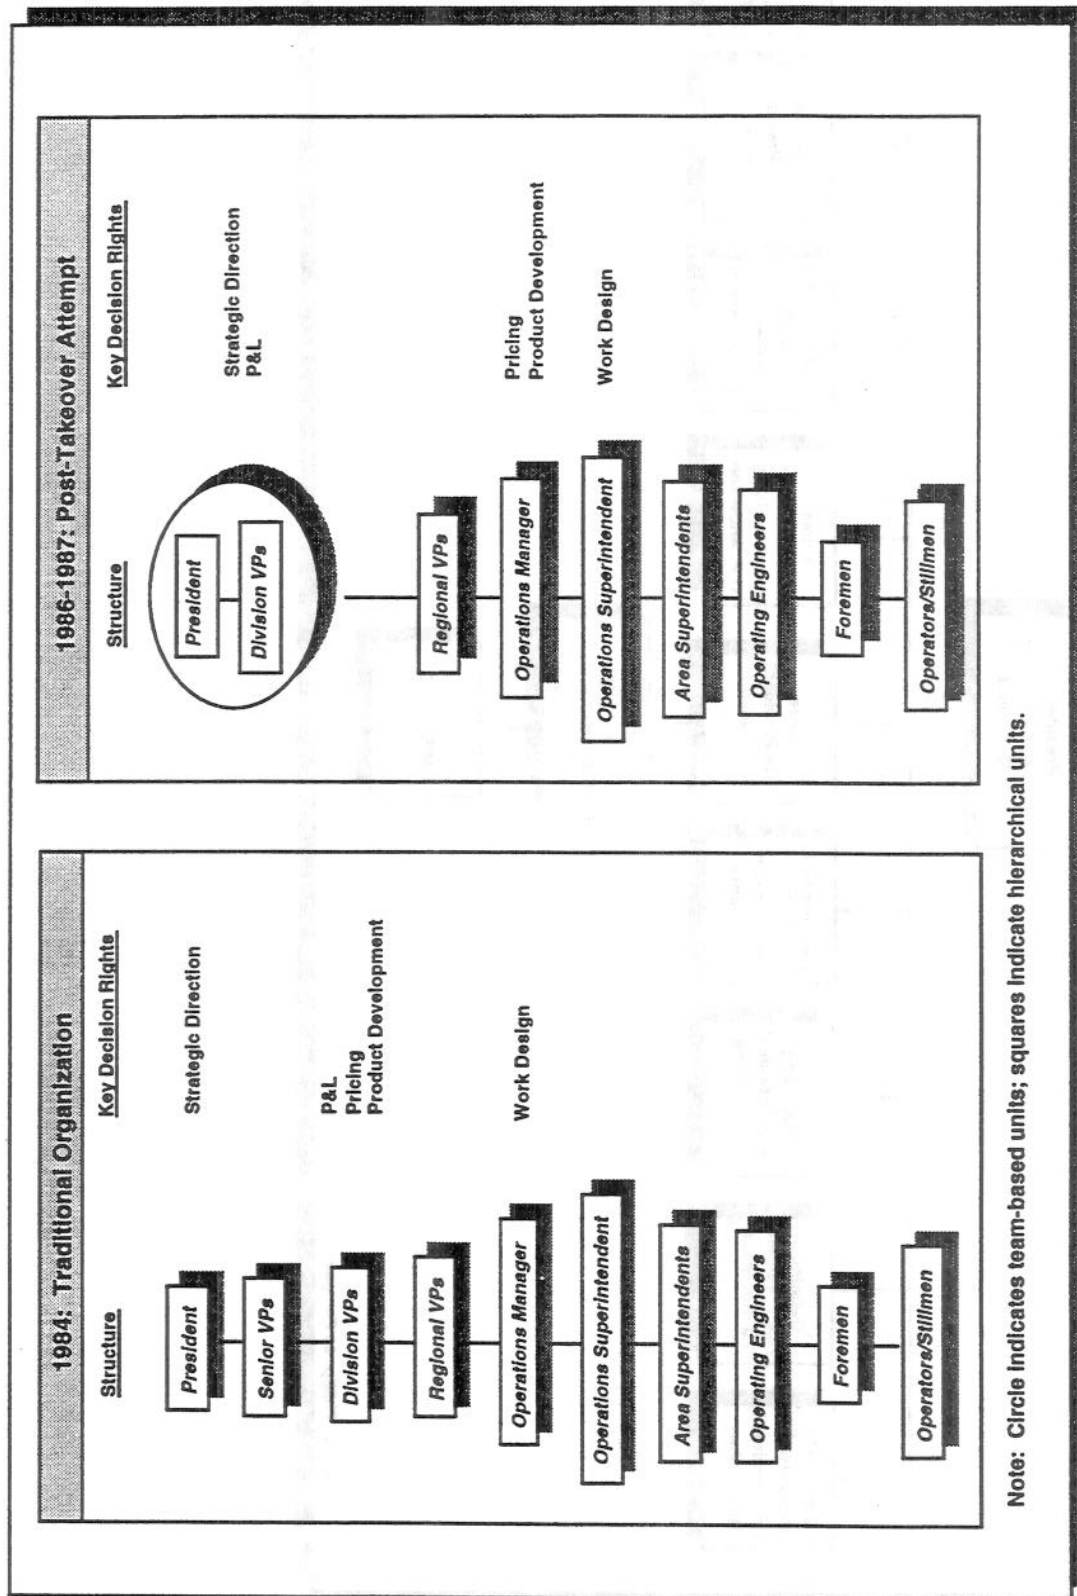 1984: Traditional Organization
Structure
Key Decision Rights
President
Strategic Direction
Senior VPs
Division VPs
P&L
Pricing
Product Development
Regional VPs
Operations Manager
Work Design
Operations Superintendent
Area Superintendents
Operating Engineers
Foremen
Operators/Stillmen
1986-1987: Post-Takeover Attempt
Structure
Key Decision Rights
President
Division VPs
Strategic Direction
P&L
Regional VPs
Operations Manager
Pricing
Product Development
Operations Superintendent
Work Design
Area Superintendents
Operating Engineers
Foremen
Operators/Stillmen
Note: Circle indicates team-based units; squares indicate hierarchical units.